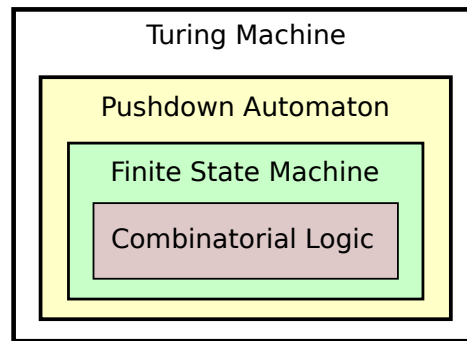 Turing Machine
Pushdown Automaton
Finite State Machine
Combinatorial Logic